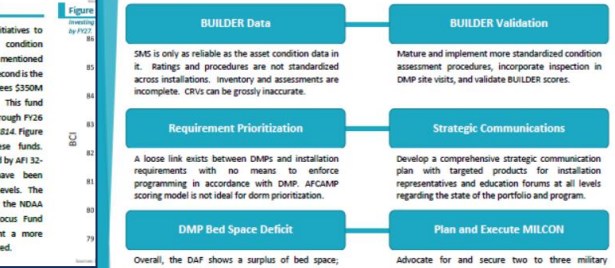 itiatives to
condition
mentioned
cond is the
ees $350M
This fund
rough FY26
814. Figure
ese funds.
d by AFI 32-
ave been
evels. The
the NDAA
ocus Fund
nt a more
ed.
Figure
Investing
by FY27.
86
85
84
83
82
81
80
79
BCI
BUILDER Data
SMS is only as reliable as the asset condition data in
it. Ratings and procedures are not standardized
across installations. Inventory and assessments are
incomplete. CRVs can be grossly inaccurate.
BUILDER Validation
Mature and implement more standardized condition
assessment procedures, incorporate inspection in
DMP site visits, and validate BUILDER scores.
Requirement Prioritization
A loose link exists between DMPs and installation
requirements with no means to enforce
programming in accordance with DMP. AFCAMP
scoring model is not ideal for dorm prioritization.
Strategic Communications
Develop a comprehensive strategic communication
plan with targeted products for installation
representatives and education forums at all levels
regarding the state of the portfolio and program.
DMP Bed Space Deficit
Overall, the DAF shows a surplus of bed space;
Plan and Execute MILCON
Advocate for and secure two to three military